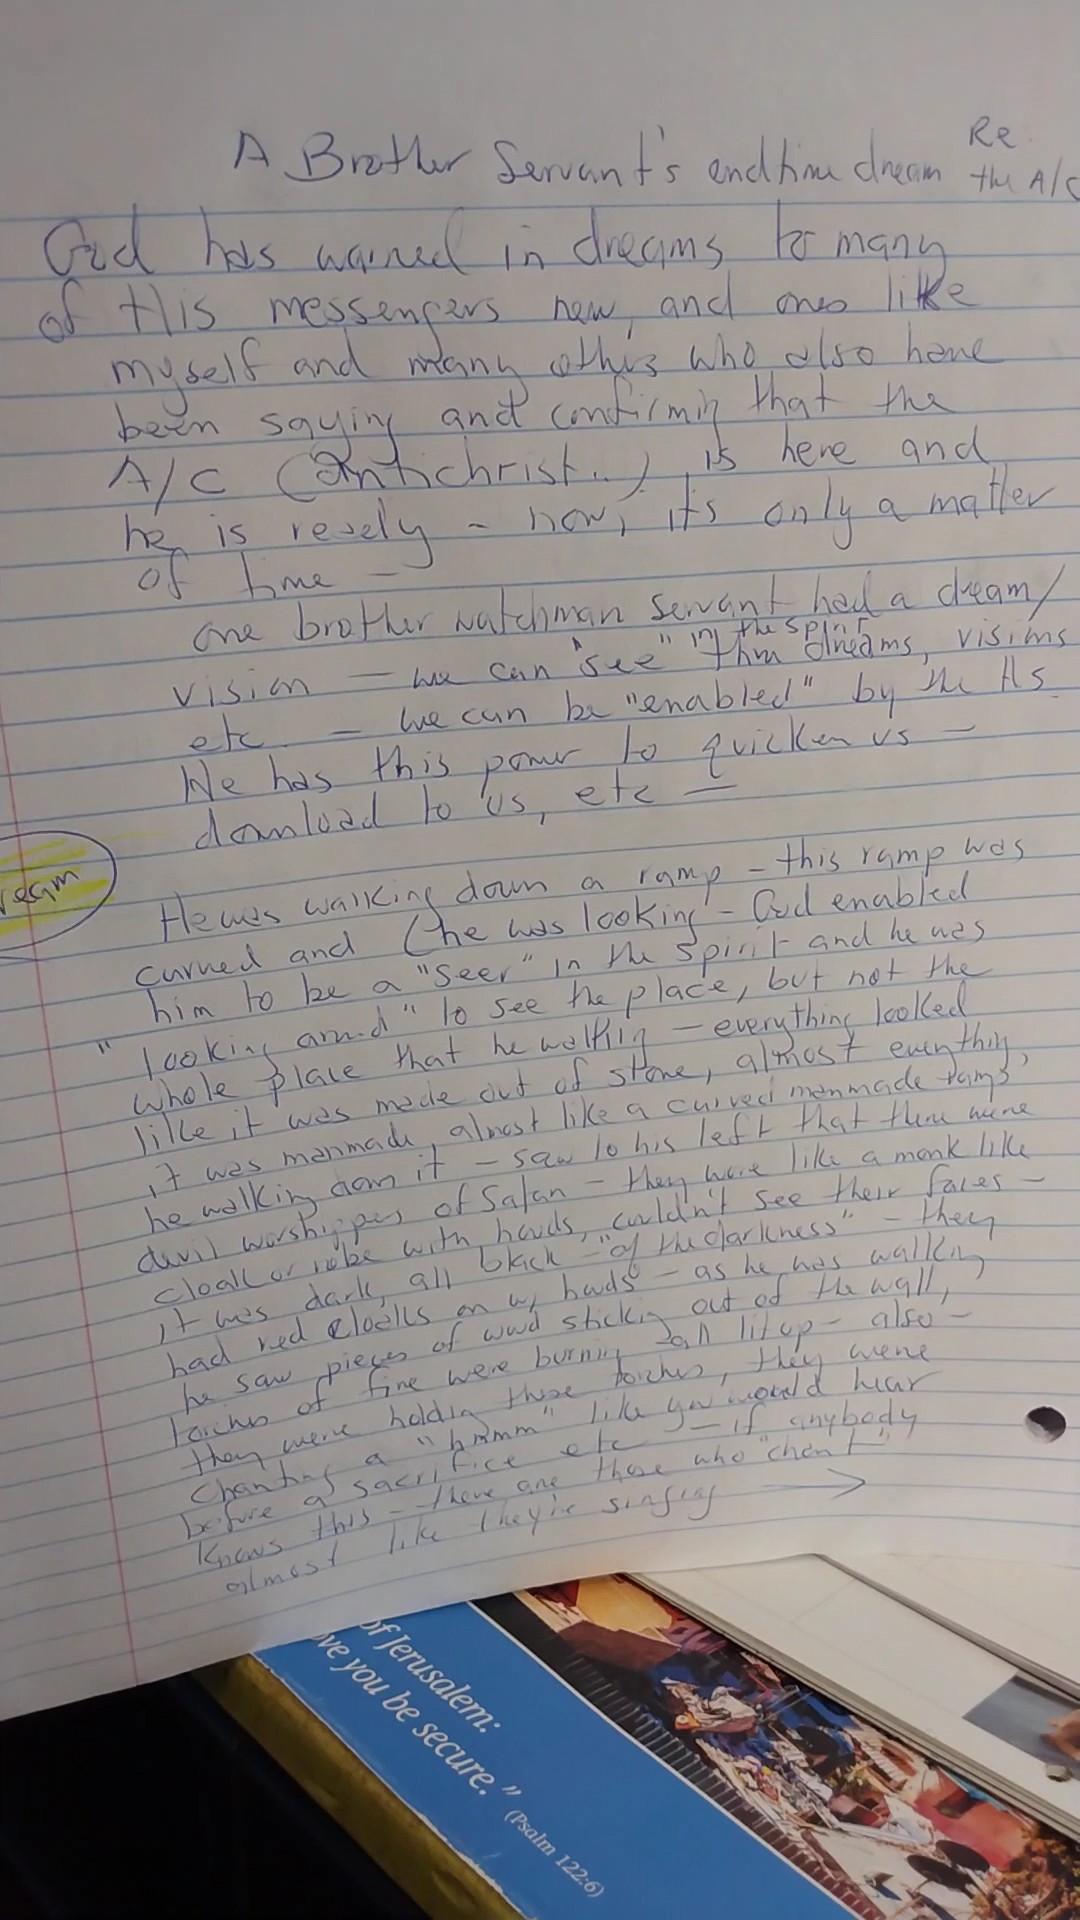 A Brother Servant's endtime dream Re. the A/C
God has warned in dreams to many
of His messengers new, and ones like
myself and many othrs who also have
been saying and confirming that the
A/C (Antichrist..) is here and
he is ready - now, it's only a matter
of time -
one brother watchman servant had a dream/
vision - we can "see" "in the spirit" thru dreams, visions
etc. - we can be "enabled" by the HS
He has this power to quicken us -
download to us, etc -
ream
He was walking down a ramp - this ramp was
curved and (he was looking - God enabled
him to be a "seer" in the spirit and he was
"looking around" to see the place, but not the
whole place that he walking - everything looked
like it was made out of stone, almost everything,
it was manmade, almost like a curved manmade ramp
he walking down it - saw to his left that there were
devil worshippers of Satan - they wore like a monk like
cloak or robe with hoods, couldn't see their faces -
it was dark, all black - "of the darkness" - they
had red cloaks on w/ hoods - as he was walking
he saw pieces of wood sticking out of the wall,
torches of fire were burning all lit up - also -
they were holding these torches, they were
chanting a "hmmm" like you would hear
before a sacrifice etc - if anybody
knows this - there are those who "chant"
almost like they're singing →
of Jerusalem:
ove you be secure."
(Psalm 122:6)